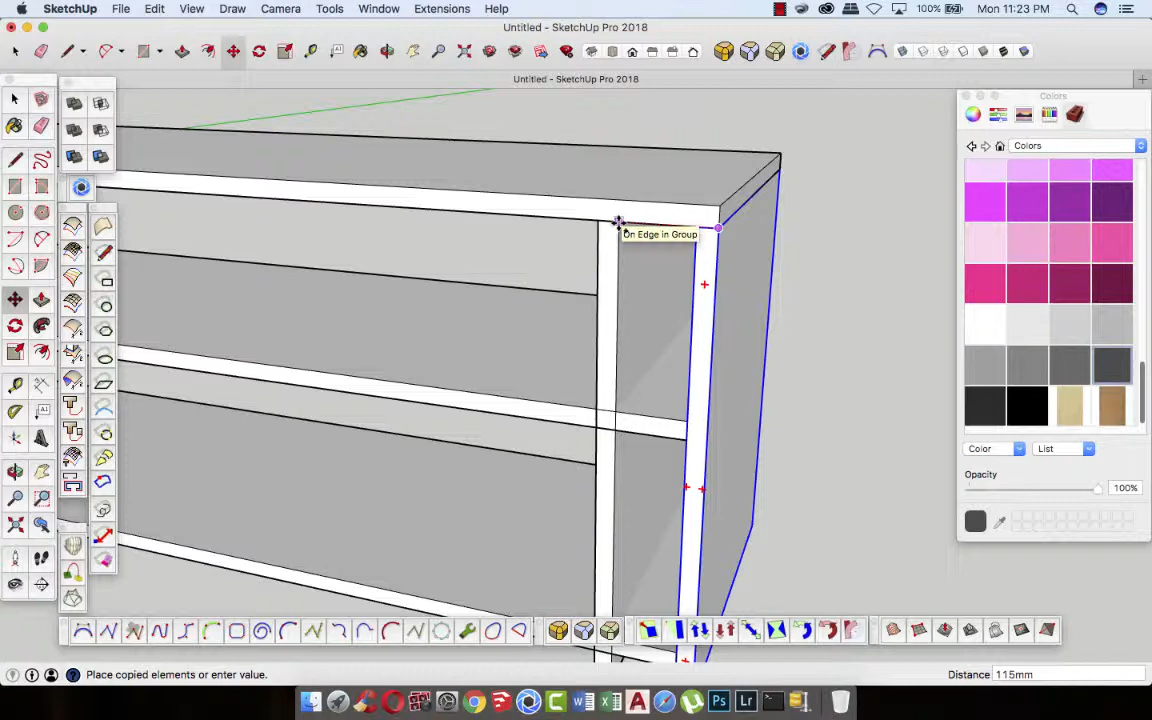 SketchUp File Edit View Draw Camera Tools Window Extensions Help 100% Mon 11:23 PM
Untitled - SketchUp Pro 2018
Untitled - SketchUp Pro 2018
Colors
Colors
On Edge in Group
Color List
Opacity
100%
Place copied elements or enter value. Distance 115mm